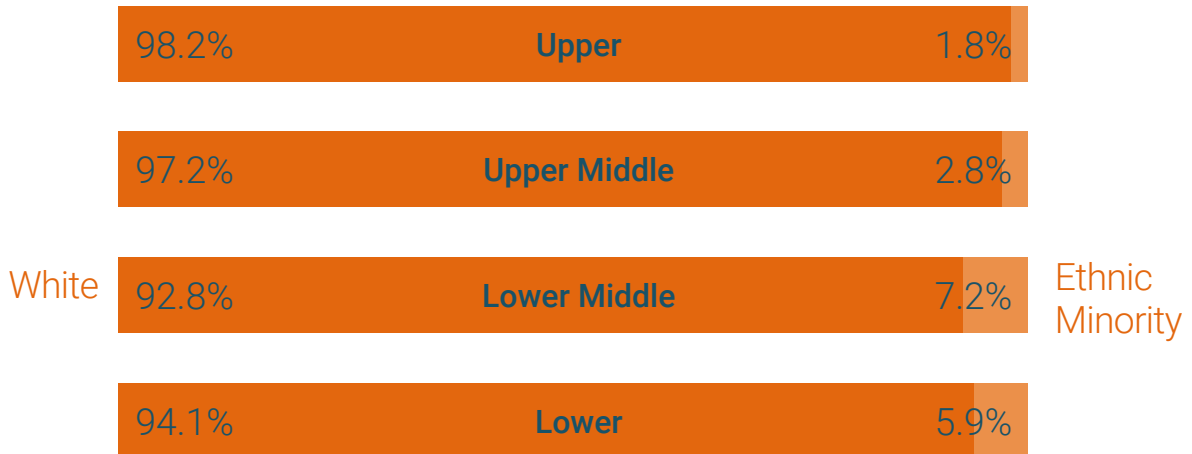 98.2% Upper 1.8%
97.2% Upper Middle 2.8%
White
92.8% Lower Middle 7.2%
Ethnic
Minority
94.1% Lower 5.9%